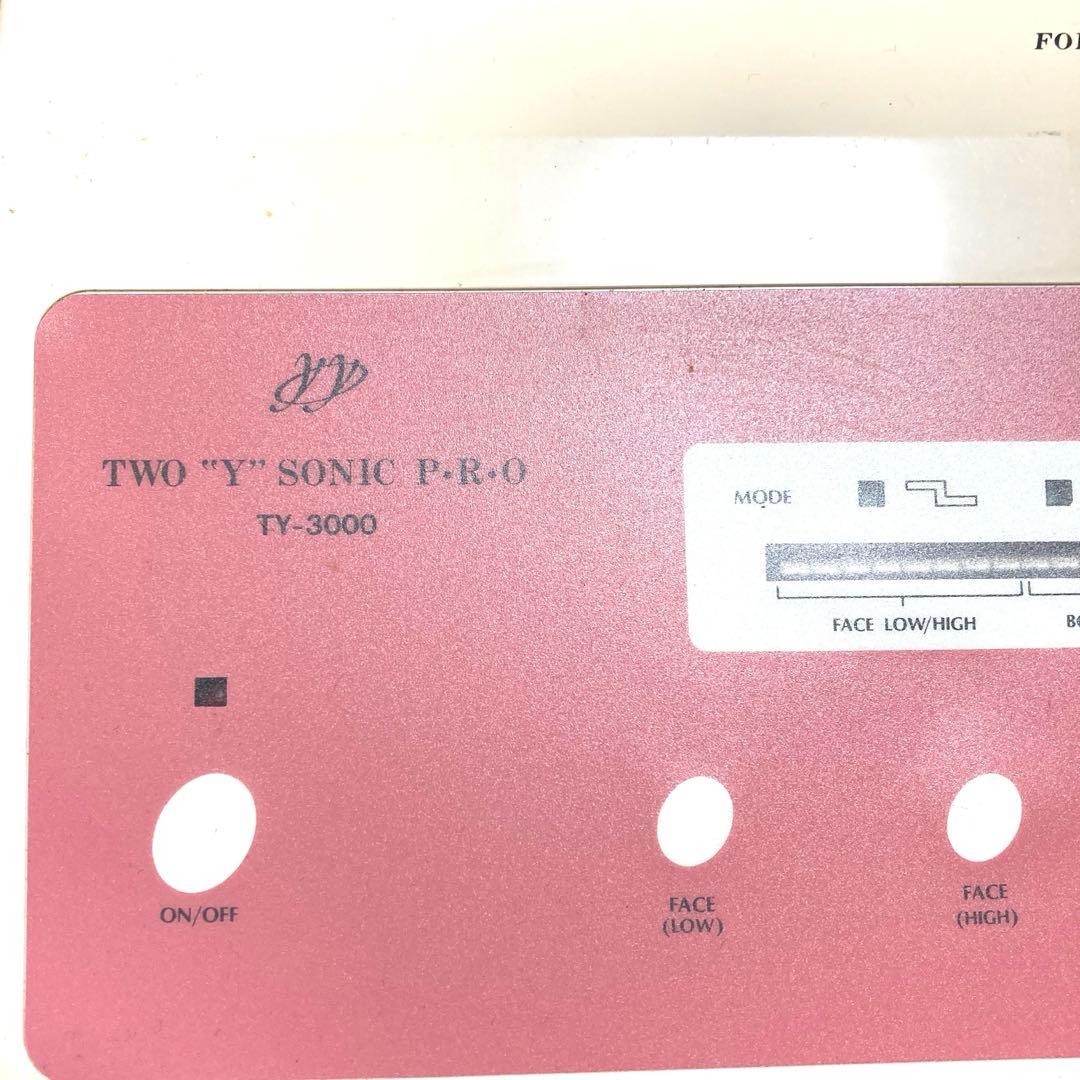 TWO "Y" SONIC P·R·O
TY-3000
MODE
FACE LOW/HIGH
ON/OFF
FACE
(LOW)
FACE
(HIGH)